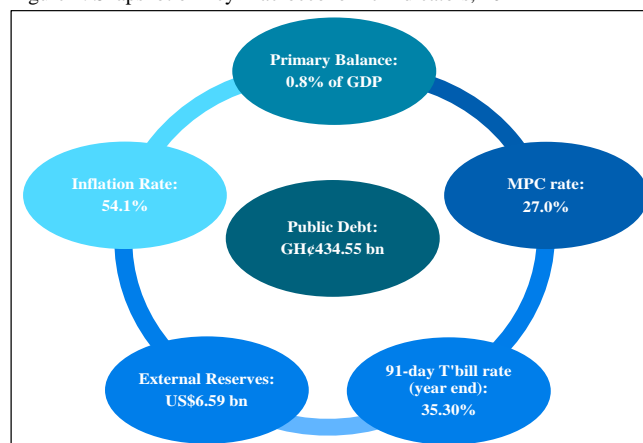 Primary Balance:
0.8% of GDP
Inflation Rate:
54.1%
MPC rate:
27.0%
Public Debt:
GH¢434.55 bn
External Reserves:
US$6.59 bn
91-day T'bill rate
(year end):
35.30%